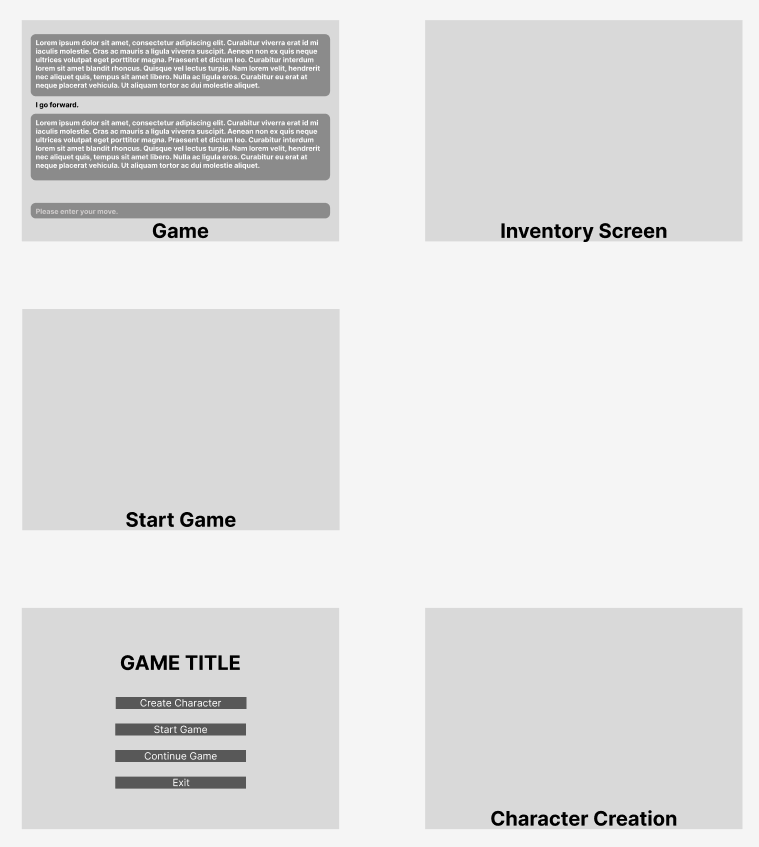 Lorem ipsum dolor sit amet, consectetur adipiscing elit. Curabitur viverra erat id mi
iaculis molestie. Cras ac mauris a ligula viverra suscipit. Aenean non ex quis neque
ultrices volutpat eget porttitor magna. Praesent et dictum leo. Curabitur interdum
lorem sit amet blandit rhoncus. Quisque vel lectus turpis. Nam lorem velit, hendrerit
nec aliquet quis, tempus sit amet libero. Nulla ac ligula eros. Curabitur eu erat at
neque placerat vehicula. Ut aliquam tortor ac dui molestie aliquet.
I go forward.
Lorem ipsum dolor sit amet, consectetur adipiscing elit. Curabitur viverra erat id mi
iaculis molestie. Cras ac mauris a ligula viverra suscipit. Aenean non ex quis neque
ultrices volutpat eget porttitor magna. Praesent et dictum leo. Curabitur interdum
lorem sit amet blandit rhoncus. Quisque vel lectus turpis. Nam lorem velit, hendrerit
nec aliquet quis, tempus sit amet libero. Nulla ac ligula eros. Curabitur eu erat at
neque placerat vehicula. Ut aliquam tortor ac dui molestie aliquet.
Please enter your move.
Game
Inventory Screen
Start Game
GAME TITLE
Create Character
Start Game
Continue Game
Exit
Character Creation